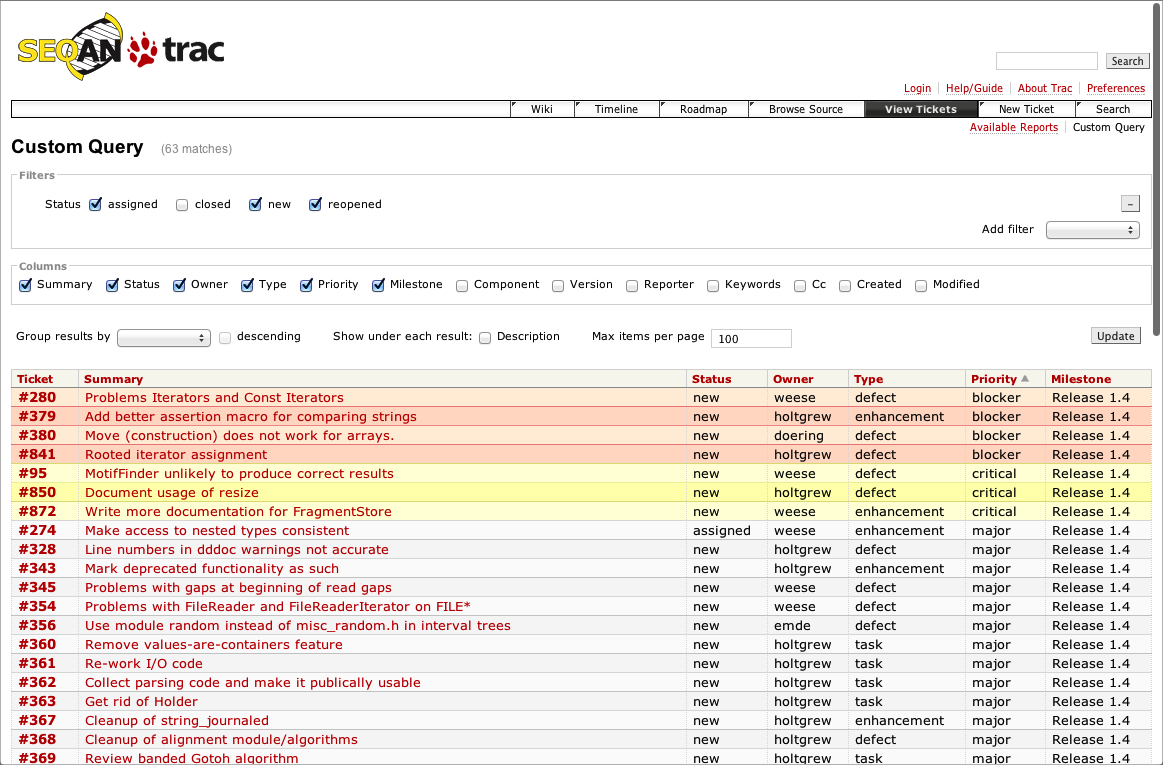 SEQAN trac
Search
Login Help/Guide About Trac Preferences
Wiki Timeline Roadmap Browse Source View Tickets New Ticket Search
Available Reports Custom Query
Custom Query (63 matches)
Filters
Status assigned closed new reopened –
Add filter
Columns
Summary Status Owner Type Priority Milestone Component Version Reporter Keywords Cc Created Modified
Group results by descending Show under each result: Description Max items per page 100 Update
Ticket Summary Status Owner Type Priority Milestone
#280 Problems Iterators and Const Iterators new weese defect blocker Release 1.4
#379 Add better assertion macro for comparing strings new holtgrew enhancement blocker Release 1.4
#380 Move (construction) does not work for arrays. new doering defect blocker Release 1.4
#841 Rooted iterator assignment new holtgrew defect blocker Release 1.4
#95 MotifFinder unlikely to produce correct results new weese defect critical Release 1.4
#850 Document usage of resize new holtgrew defect critical Release 1.4
#872 Write more documentation for FragmentStore new weese enhancement critical Release 1.4
#274 Make access to nested types consistent assigned weese enhancement major Release 1.4
#328 Line numbers in dddoc warnings not accurate new holtgrew defect major Release 1.4
#343 Mark deprecated functionality as such new holtgrew enhancement major Release 1.4
#345 Problems with gaps at beginning of read gaps new weese defect major Release 1.4
#354 Problems with FileReader and FileReaderIterator on FILE* new weese defect major Release 1.4
#356 Use module random instead of misc_random.h in interval trees new emde defect major Release 1.4
#360 Remove values-are-containers feature new holtgrew task major Release 1.4
#361 Re-work I/O code new holtgrew task major Release 1.4
#362 Collect parsing code and make it publically usable new holtgrew task major Release 1.4
#363 Get rid of Holder new holtgrew task major Release 1.4
#367 Cleanup of string_journaled new holtgrew enhancement major Release 1.4
#368 Cleanup of alignment module/algorithms new holtgrew defect major Release 1.4
#369 Review banded Gotoh algorithm new holtgrew task major Release 1.4